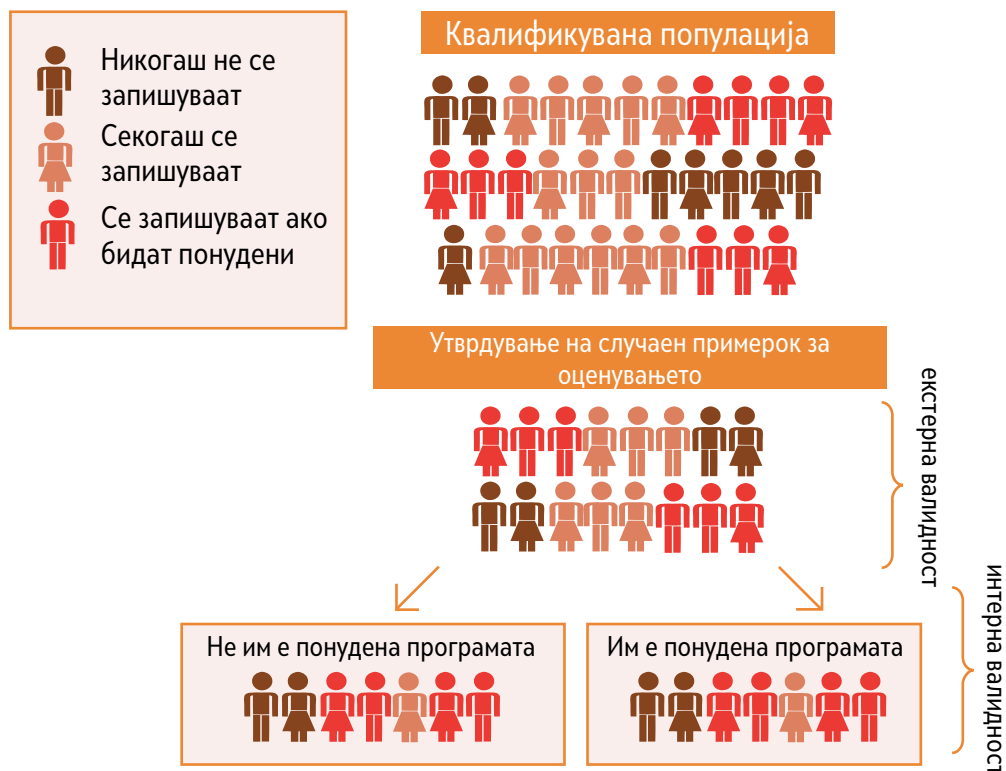 Никогаш не се
запишуваат
Секогаш се
запишуваат
Се запишуваат ако
бидат понудени
Квалификувана популација
Утврдување на случаен примерок за
оценувањето
екстерна валидност
Не им е понудена програмата
Им е понудена програмата
интерна валидност